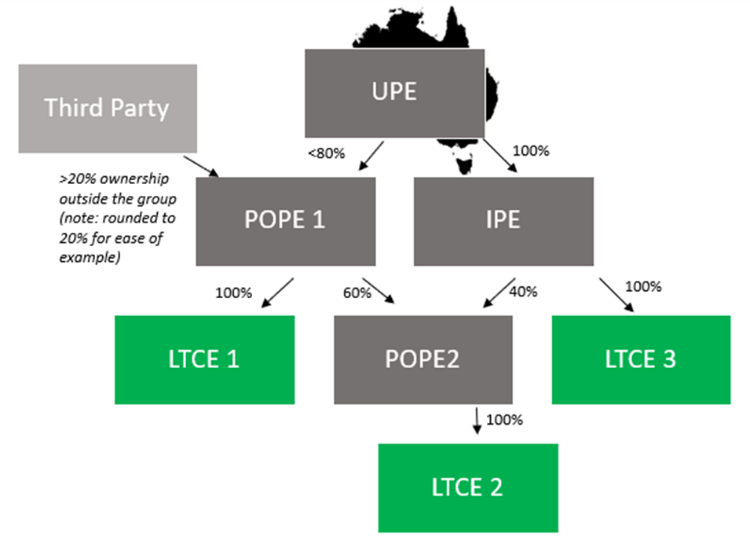 UPE
Third Party
<80%
100%
>20% ownership
outside the group
(note: rounded to
20% for ease of
example)
POPE 1
IPE
100%
60%
40%
100%
LTCE 1
POPE2
LTCE 3
100%
LTCE 2